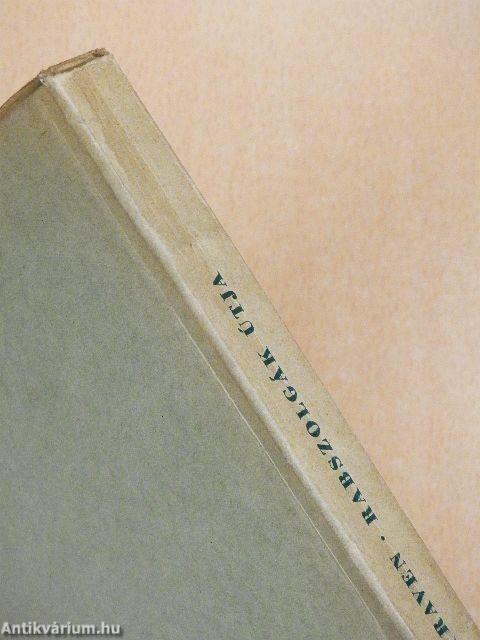 RAVEN · RABSZOLGÁK ÚTJA
Antikvárium.hu